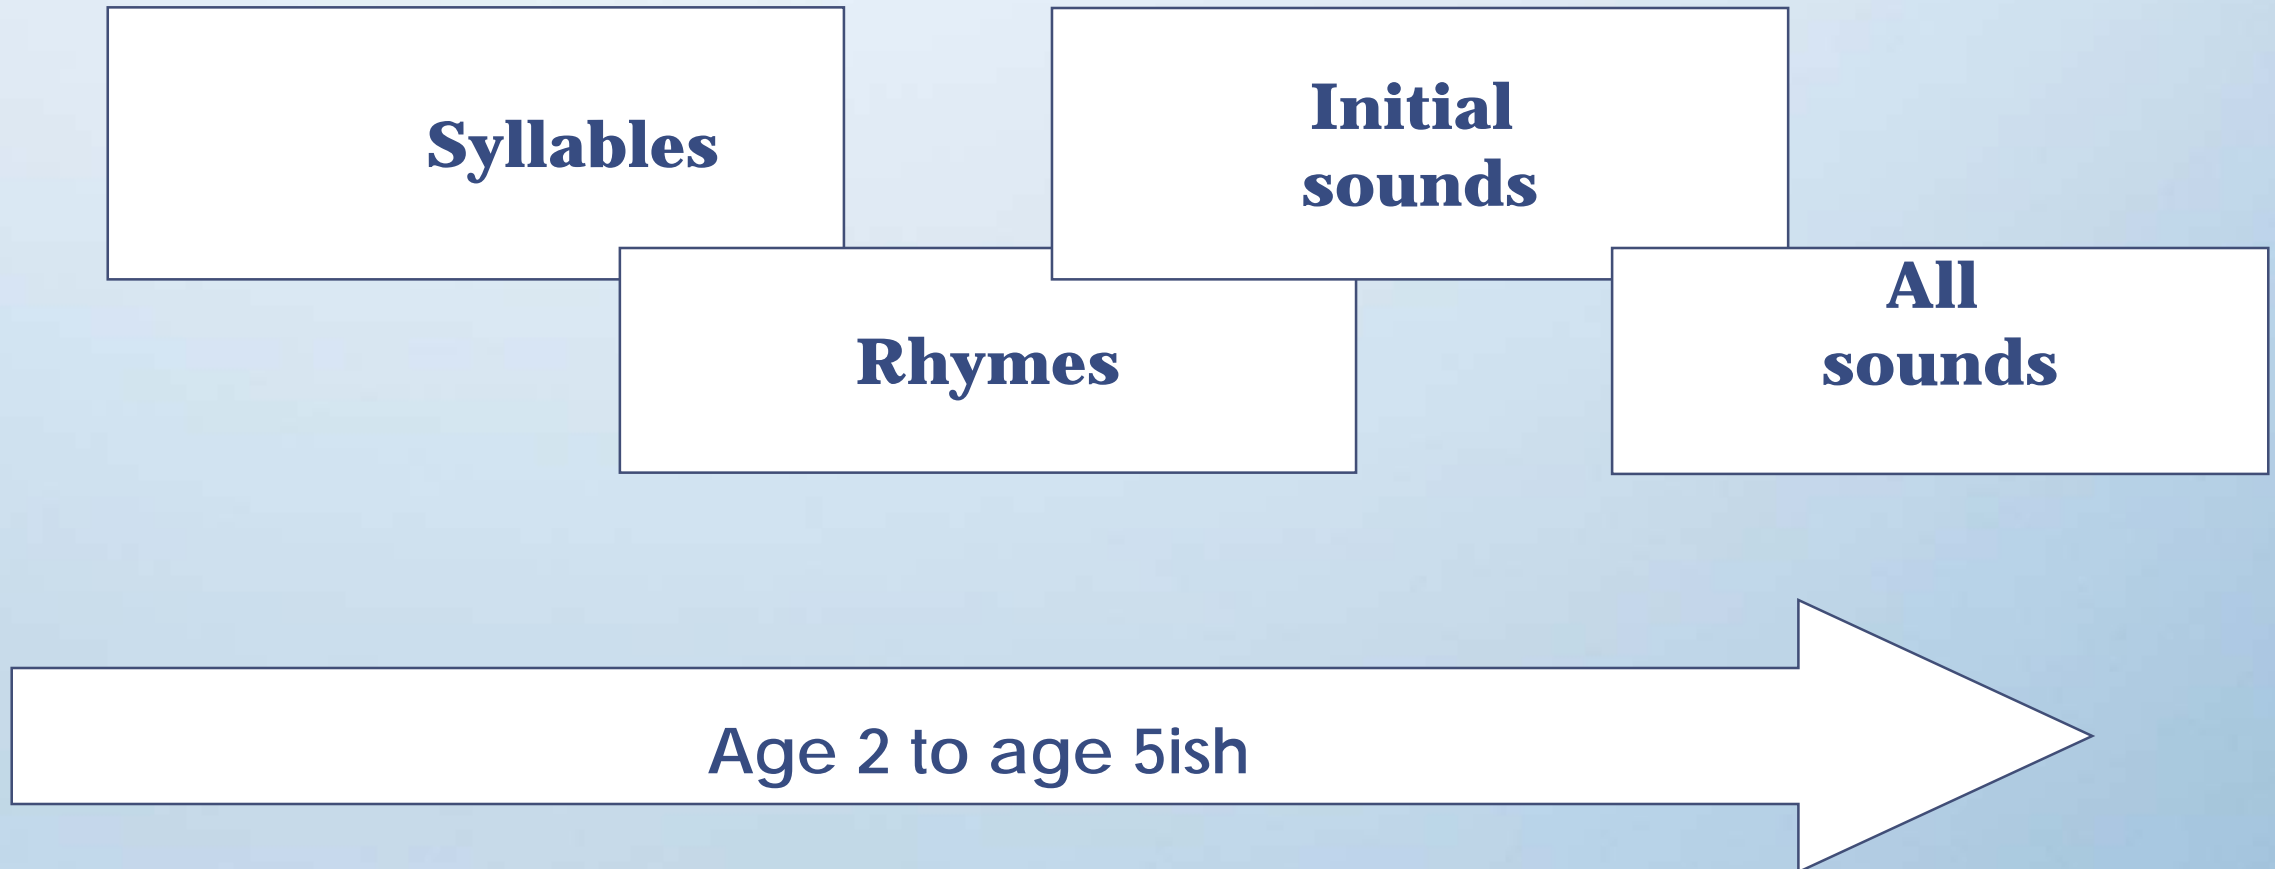 Syllables
Initial
sounds
Rhymes
All
sounds
Age 2 to age 5ish